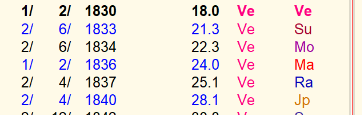 1/ 2/ 1830 18.0 Ve Ve
2/ 6/ 1833 21.3 Ve Su
2/ 6/ 1834 22.3 Ve Mo
1/ 2/ 1836 24.0 Ve Ma
2/ 4/ 1837 25.1 Ve Ra
2/ 4/ 1840 28.1 Ve Jp